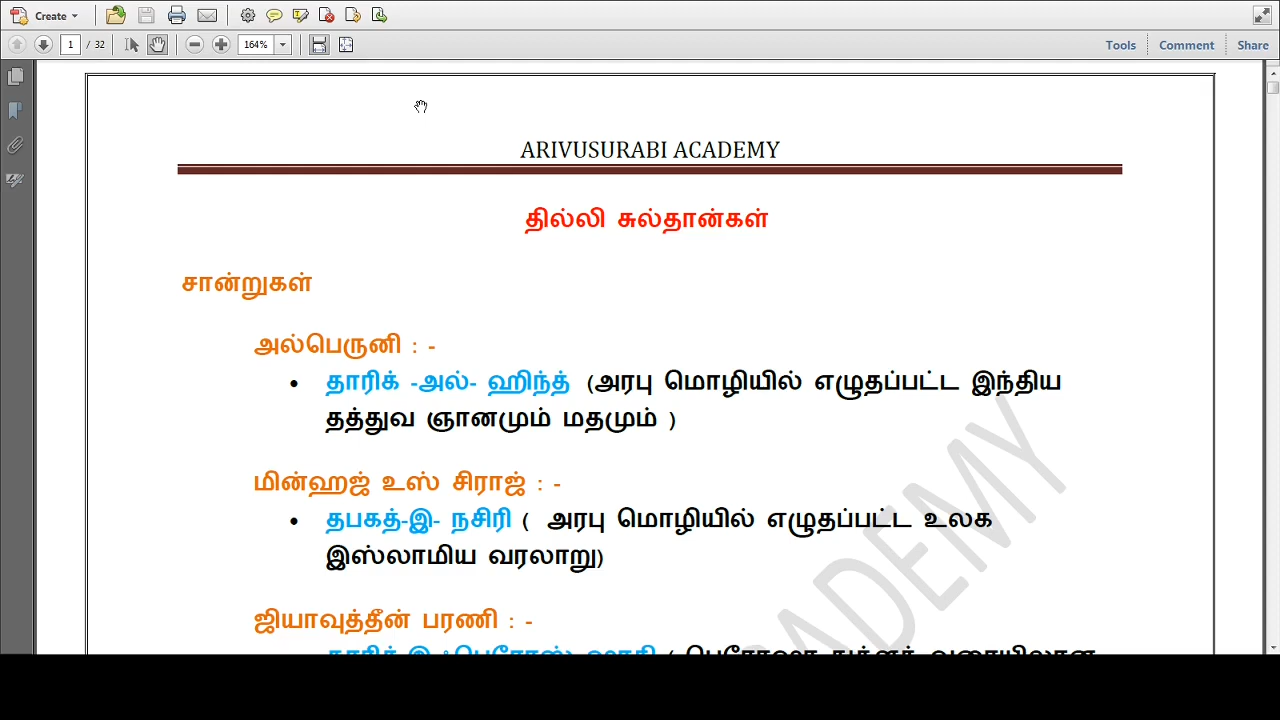 Create
1 / 32
164%
Tools
Comment
Share
ARIVUSURABI ACADEMY
தில்லி சுல்தான்கள்
சான்றுகள்
அல்பெருனி : -
• தாரிக் -அல்- ஹிந்த் (அரபு மொழியில் எழுதப்பட்ட இந்திய
தத்துவ ஞானமும் மதமும் )
மின்ஹஜ் உஸ் சிராஜ் : -
• தபகத்-இ- நசிரி ( அரபு மொழியில் எழுதப்பட்ட உலக
இஸ்லாமிய வரலாறு)
ஜியாவுத்தீன் பரணி : -
ACADEMY